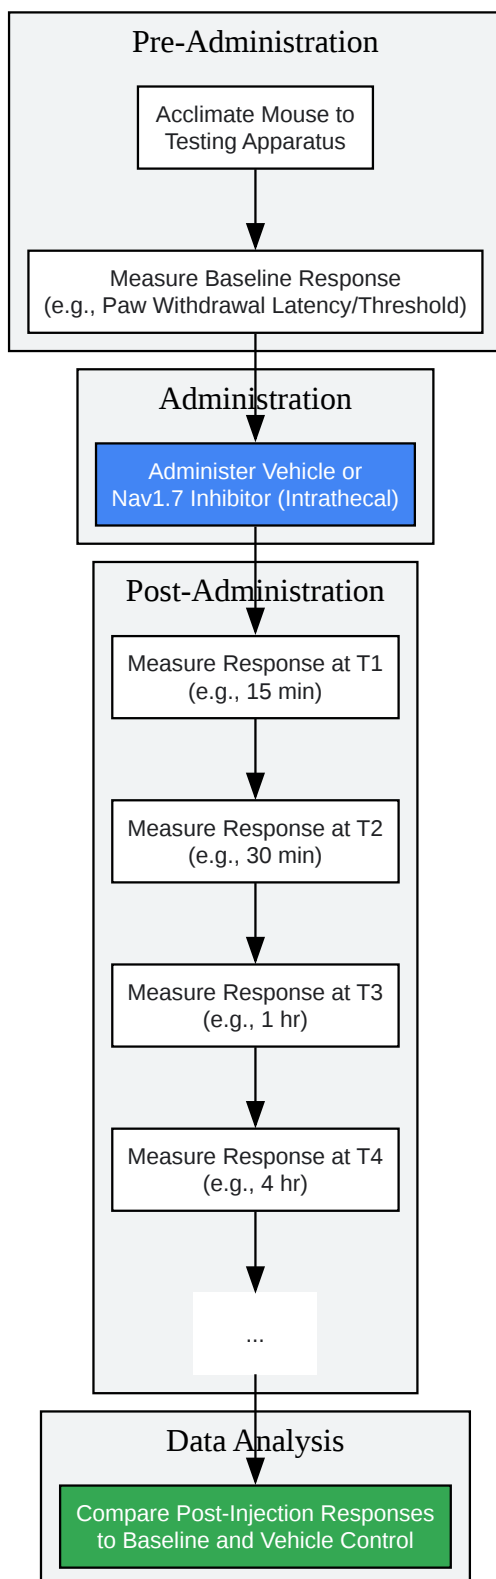 Pre-Administration
Acclimate Mouse to
Testing Apparatus
Measure Baseline Response
(e.g., Paw Withdrawal Latency/Threshold)
Administration
Administer Vehicle or
Nav1.7 Inhibitor (Intrathecal)
Post-Administration
Measure Response at T1
(e.g., 15 min)
Measure Response at T2
(e.g., 30 min)
Measure Response at T3
(e.g., 1 hr)
Measure Response at T4
(e.g., 4 hr)
...
Data Analysis
Compare Post-Injection Responses
to Baseline and Vehicle Control